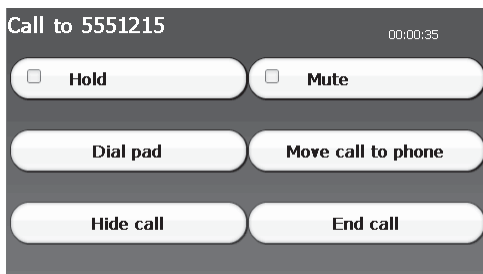 Call to 5551215
00:00:35
Hold
Mute
Dial pad
Move call to phone
Hide call
End call